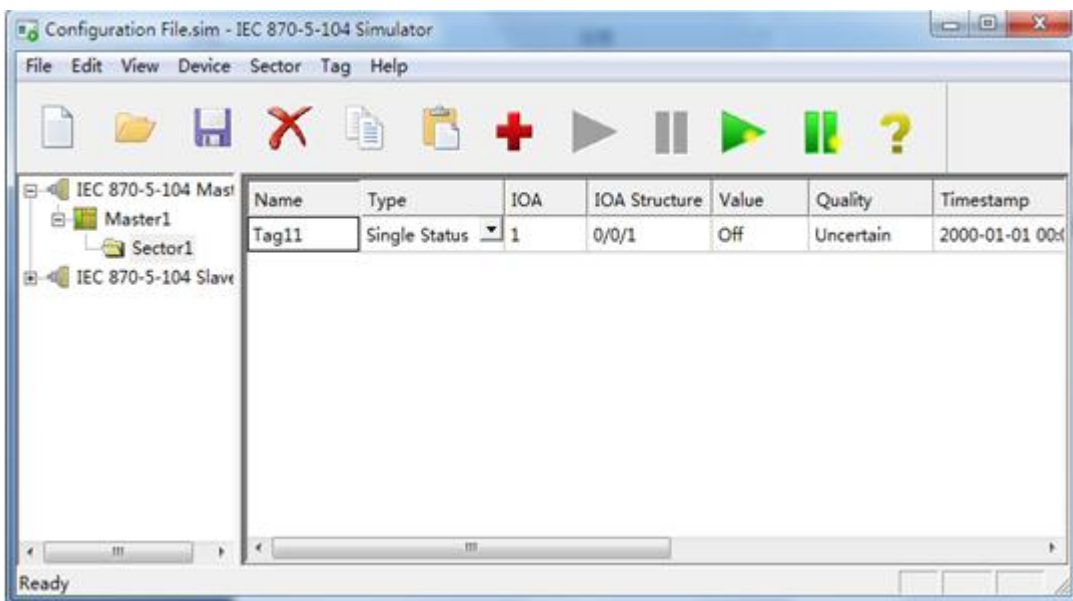 Configuration File.sim - IEC 870-5-104 Simulator
File Edit View Device Sector Tag Help
IEC 870-5-104 Mast
Master1
Sector1
IEC 870-5-104 Slave
Name Type IOA IOA Structure Value Quality Timestamp
Tag11 Single Status 1 0/0/1 Off Uncertain 2000-01-01 00:0
Ready